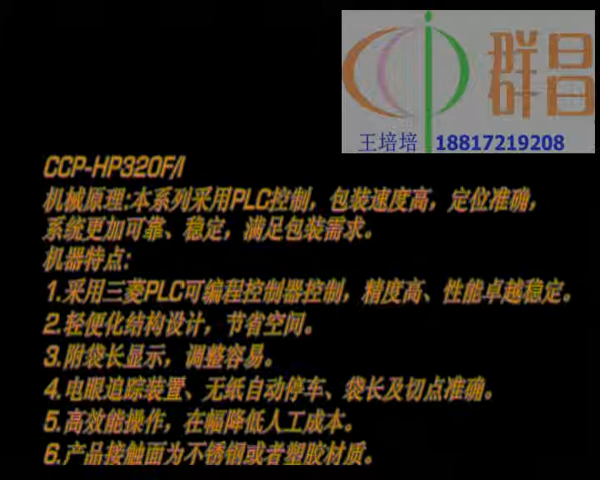 群昌
王培培 18817219208
CCP-HP320F/I
机械原理:本系列采用PLC控制，包装速度高，定位准确，
系统更加可靠、稳定，满足包装需求。
机器特点:
1.采用三菱PLC可编程控制器控制，精度高、性能卓越稳定。
2.轻便化结构设计，节省空间。
3.附袋长显示，调整容易。
4.电眼追踪装置、无纸自动停车、袋长及切点准确。
5.高效能操作，在幅降低人工成本。
6.产品接触面为不锈钢或者塑胶材质。